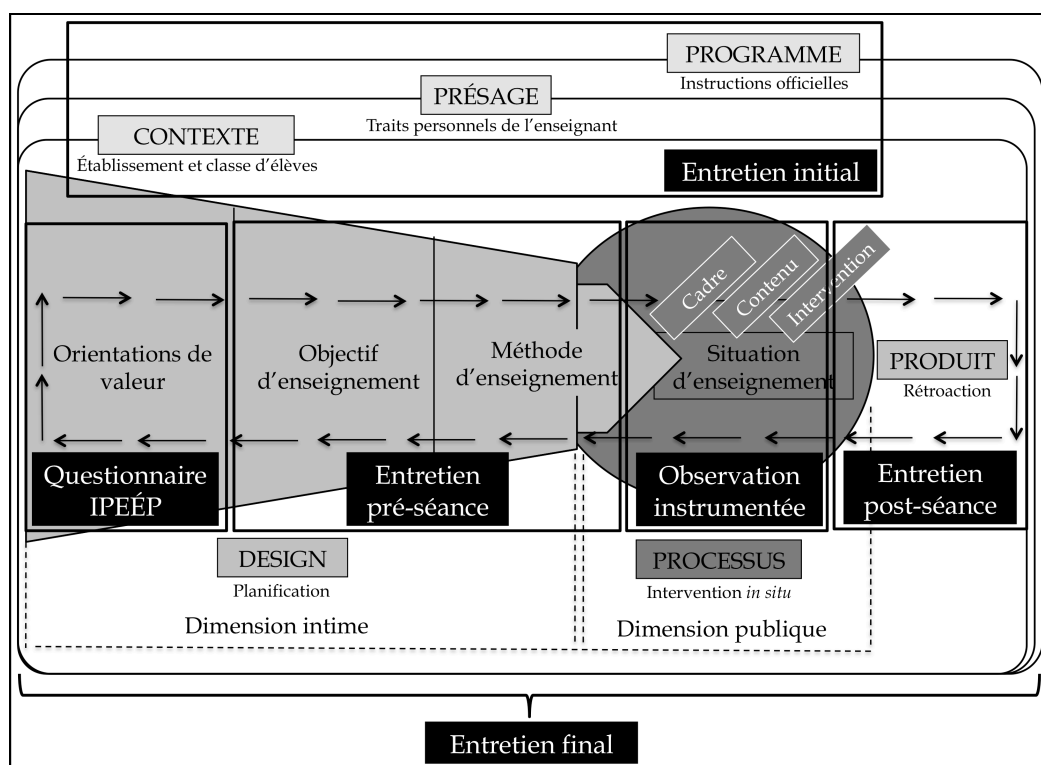 PROGRAMME
Instructions officielles
PRÉSAGE
Traits personnels de l'enseignant
CONTEXTE
Établissement et classe d'élèves
Entretien initial
Cadre
Contenu
Intervention
Orientations de
valeur
Objectif
d'enseignement
Méthode
d'enseignement
Situation
d'enseignement
PRODUIT
Rétroaction
Questionnaire
IPEÉP
Entretien
pré-séance
Observation
instrumentée
Entretien
post-séance
DESIGN
Planification
PROCESSUS
Intervention in situ
Dimension intime
Dimension publique
Entretien final